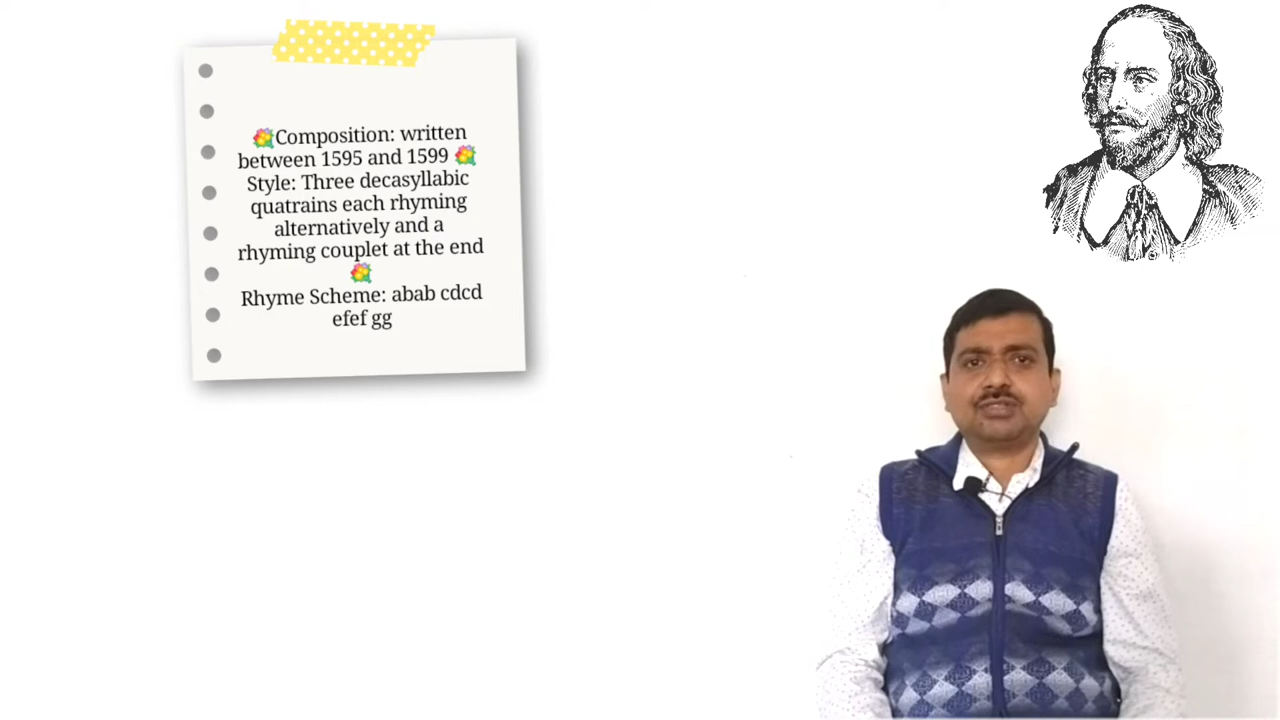 💐Composition: written
between 1595 and 1599 💐
Style: Three decasyllabic
quatrains each rhyming
alternatively and a
rhyming couplet at the end
💐
Rhyme Scheme: abab cdcd
efef gg